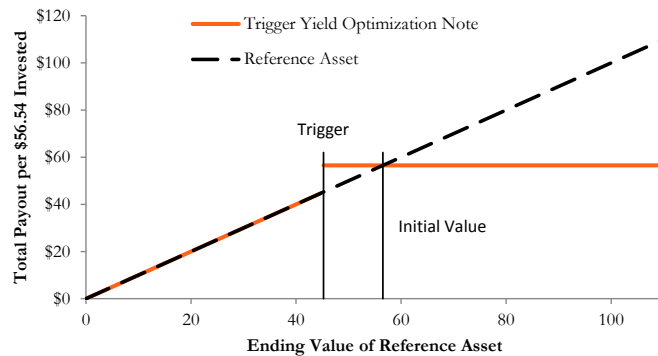 $120
$100
$80
$60
$40
$20
$0
Total Payout per $56.54 Invested
Trigger Yield Optimization Note
Reference Asset
Trigger
Initial Value
0
20
40
60
80
100
Ending Value of Reference Asset